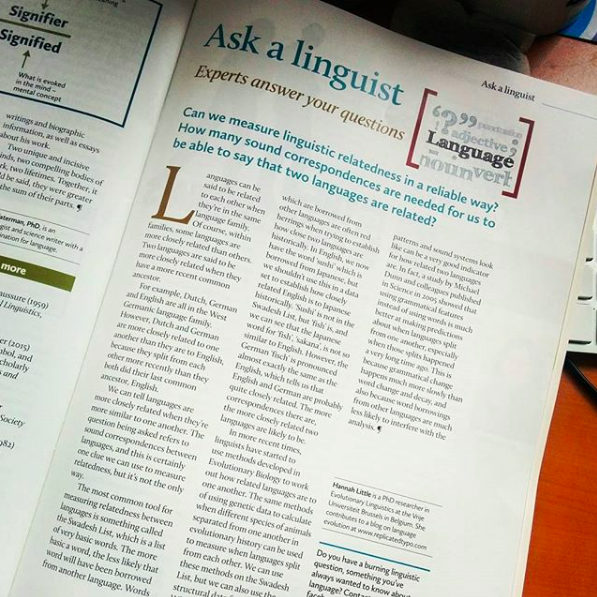 Signifier
Signified
What is evoked
in the mind –
mental concept
writings and biographic
information, as well as essays
about his work.
Two unique and incisive
minds, two compelling bodies of
work, two lifetimes. Together, it
could be said, they were greater
the sum of their parts. ¶
PhD, is an
gist and science writer with a
ination for language.
more
aussure (1959)
Linguistics,
er (2015)
bol, and
cholarly
s and
Society
982)
Ask a linguist
Ask a linguist
Experts answer your questions
‘?”
punctuation
adjective
Language
noun verb
Can we measure linguistic relatedness in a reliable way?
How many sound correspondences are needed for us to
be able to say that two languages are related?
Languages can be
said to be related
to each other when
they're in the same
language family.
Of course, within
families, some languages are
more closely related than others.
Two languages are said to be
more closely related when they
have a more recent common
ancestor.
For example, Dutch, German
and English are all in the West
Germanic language family.
However, Dutch and German
are more closely related to one
another than they are to English,
because they split from each
other more recently than they
both did their last common
ancestor, English.
We can tell languages are
more closely related when they're
more similar to one another. The
question being asked refers to
sound correspondences between
languages, and this is certainly
one clue we can use to measure
relatedness, but it's not the only
way.
The most common tool for
measuring relatedness between
languages is something called
the Swadesh List, which is a list
of very basic words. The more
basic a word, the less likely that
word will have been borrowed
from another language. Words
which are borrowed from
other languages are often red
herrings when trying to establish
how close two languages are
historically. In English, we now
have the word 'sushi' which is
borrowed from Japanese, but
we shouldn't use this in a data
set to establish how closely
related English is to Japanese
historically. 'Sushi' is not in the
Swadesh List, but 'fish' is, and
we can see that the Japanese
word for 'fish', 'sakana', is not so
similar to English. However, the
German 'Fisch' is pronounced
almost exactly the same as the
English, which tells us that
English and German are probably
quite closely related. The more
correspondences there are,
the more closely related two
languages are likely to be.
In more recent times,
linguists have started to
use methods developed in
Evolutionary Biology to work
out how related languages are to
one another. The same methods
of using genetic data to calculate
when different species of animals
separated from one another in
evolutionary history can be used
to measure when languages split
from each other. We can use
these methods on the Swadesh
List, but we can also use the
structural data
patterns and sound systems look
like can be a very good indicator
for how related two languages
are. In fact, a study by Michael
Dunn and colleagues published
in Science in 2005 showed that
using grammatical features
instead of using words is much
better at making predictions
about when languages split
from one another, especially
when those splits happened
a very long time ago. This is
because grammatical change
happens much more slowly than
word change and decay, and
also because word borrowings
from other languages are much
less likely to interfere with the
analysis. ¶
Hannah Little is a PhD researcher in
Evolutionary Linguistics at the Vrije
Universiteit Brussels in Belgium. She
contributes to a blog on language
evolution at www.replicatedtypo.com
Do you have a burning linguistic
question, something you've
always wanted to know about
language?